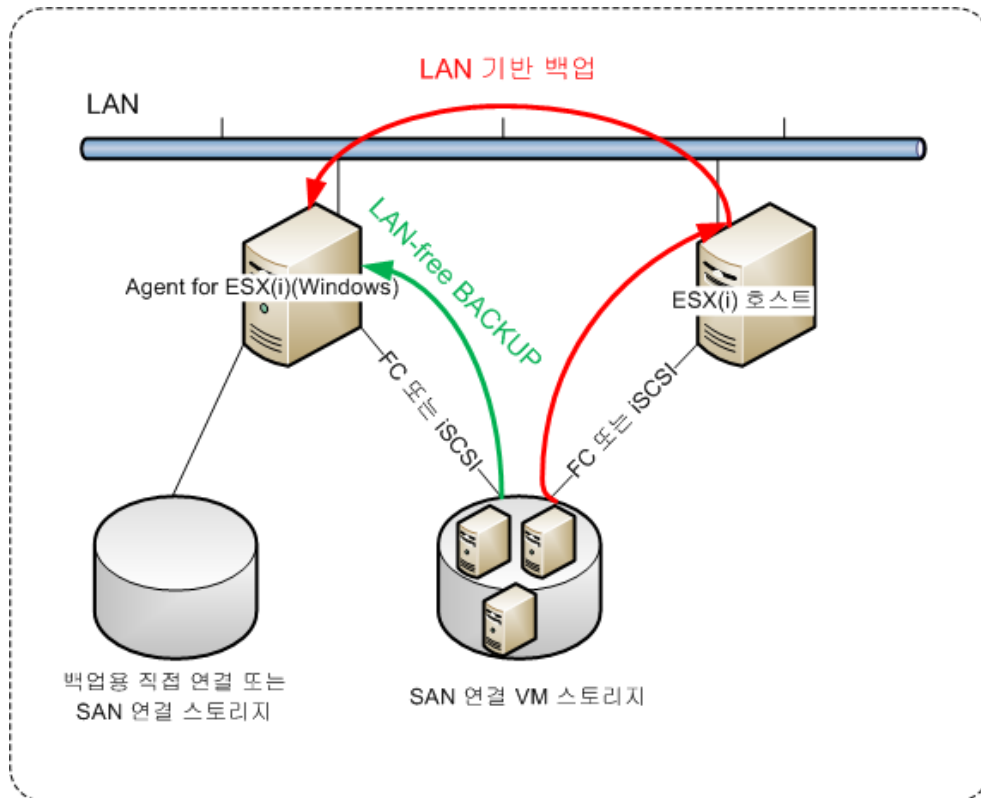 LAN 기반 백업
LAN
LAN-free BACKUP
Agent for ESX(i)(Windows)
ESX(i) 호스트
FC 또는 iSCSI
FC 또는 iSCSI
백업용 직접 연결 또는
SAN 연결 스토리지
SAN 연결 VM 스토리지